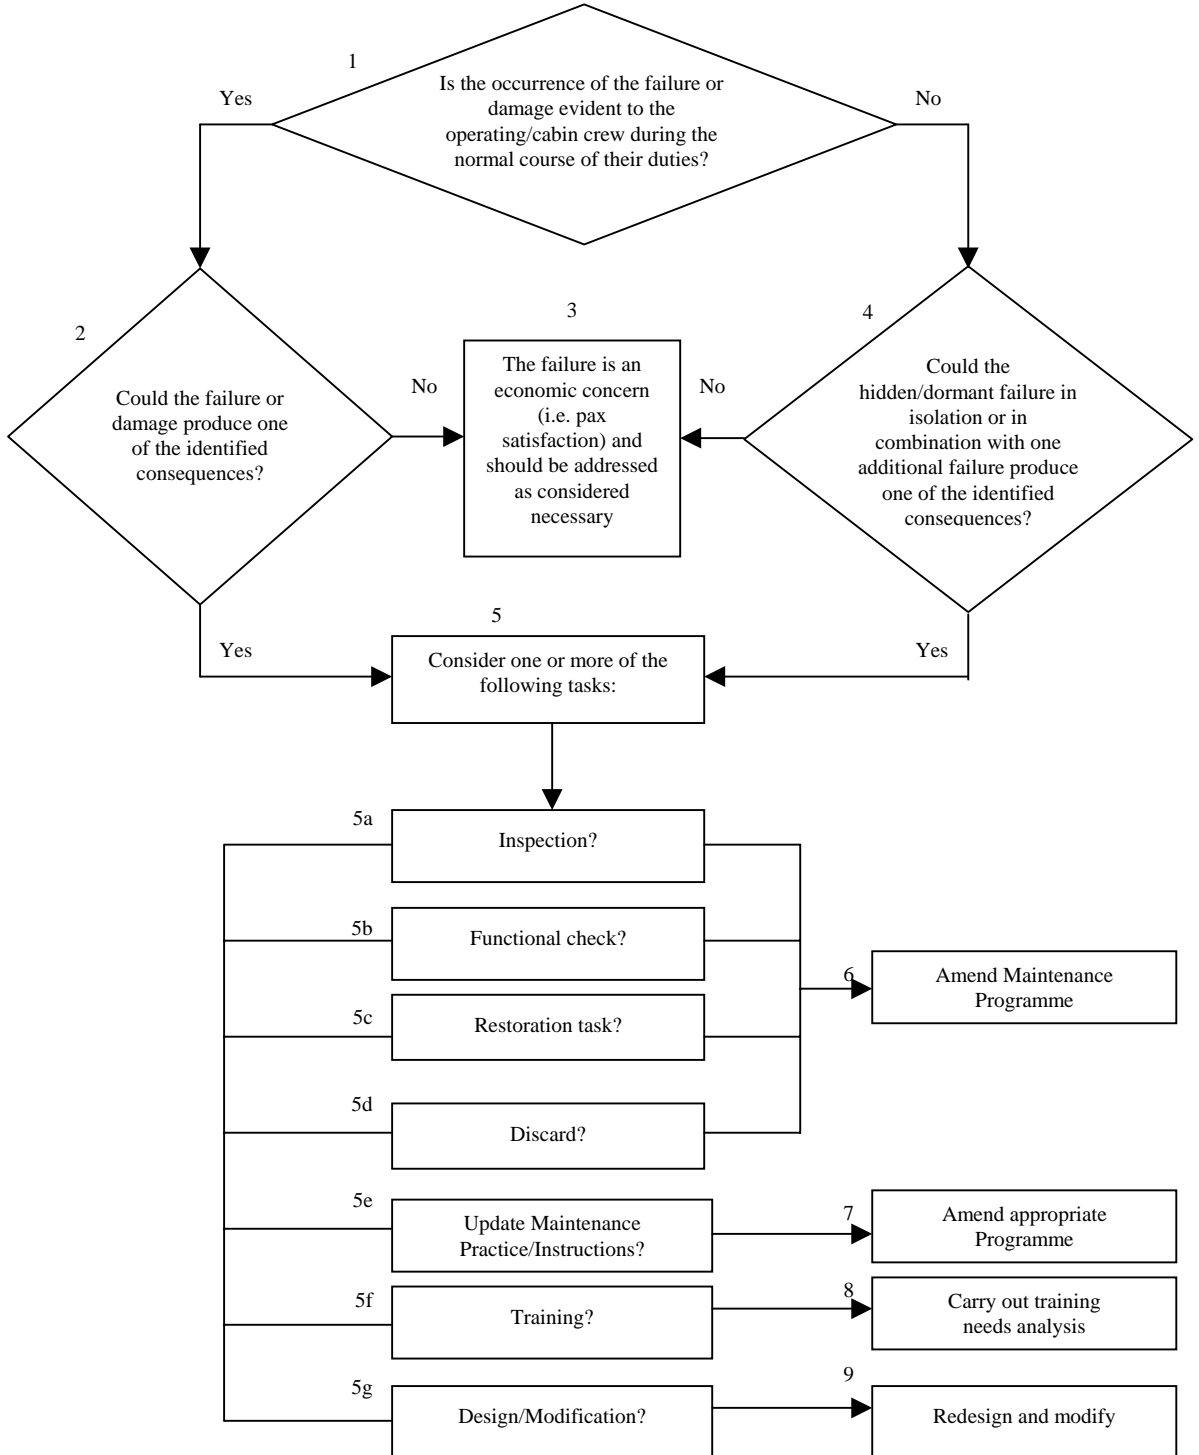 1
Is the occurrence of the failure or
damage evident to the
operating/cabin crew during the
normal course of their duties?
Yes
No
2
Could the failure or
damage produce one
of the identified
consequences?
No
3
The failure is an
economic concern
(i.e. pax
satisfaction) and
should be addressed
as considered
necessary
No
4
Could the
hidden/dormant failure in
isolation or in
combination with one
additional failure produce
one of the identified
consequences?
Yes
5
Consider one or more of the
following tasks:
Yes
5a
Inspection?
5b
Functional check?
5c
Restoration task?
5d
Discard?
6
Amend Maintenance
Programme
5e
Update Maintenance
Practice/Instructions?
7
Amend appropriate
Programme
5f
Training?
8
Carry out training
needs analysis
5g
Design/Modification?
9
Redesign and modify